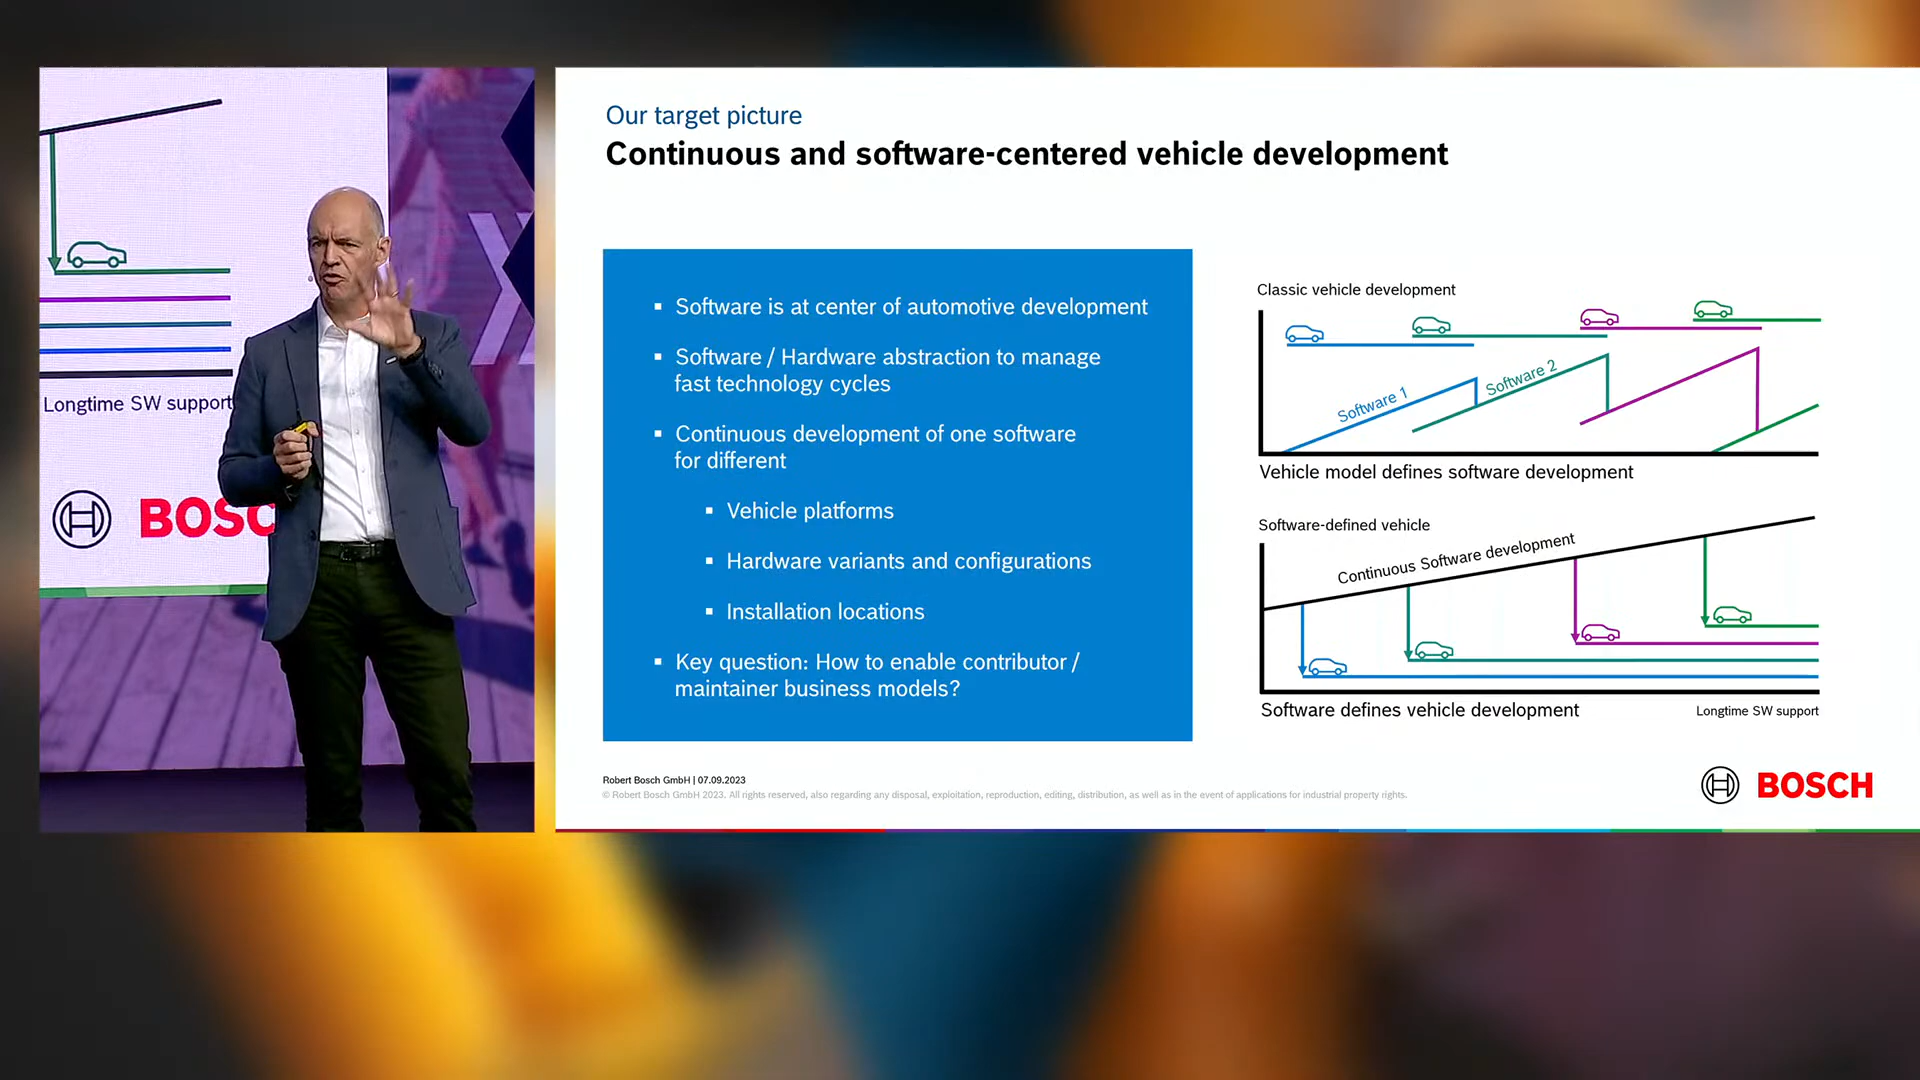 Longtime SW support
BOSC
Our target picture
Continuous and software-centered vehicle development
▪ Software is at center of automotive development
▪ Software / Hardware abstraction to manage
fast technology cycles
▪ Continuous development of one software
for different
▪ Vehicle platforms
▪ Hardware variants and configurations
▪ Installation locations
▪ Key question: How to enable contributor /
maintainer business models?
Classic vehicle development
Software 1
Software 2
Vehicle model defines software development
Software-defined vehicle
Continuous Software development
Software defines vehicle development
Longtime SW support
Robert Bosch GmbH | 07.09.2023
© Robert Bosch GmbH 2023. All rights reserved, also regarding any disposal, exploitation, reproduction, editing, distribution, as well as in the event of applications for industrial property rights.
BOSCH